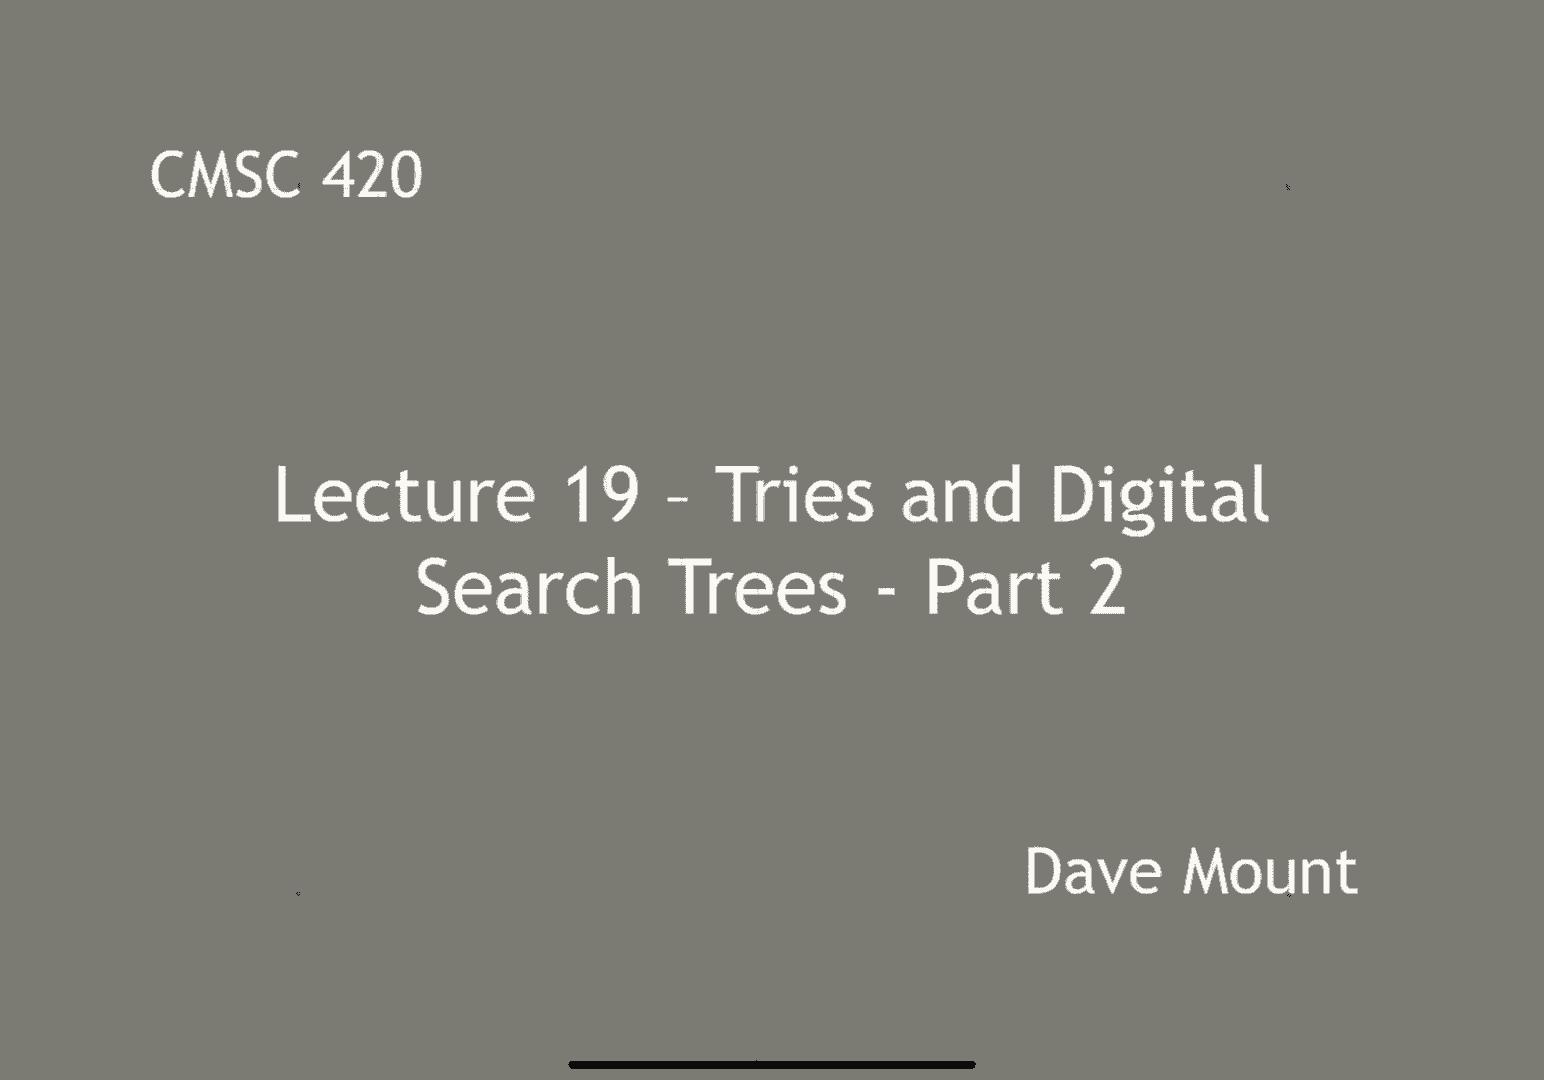 CMSC 420
Lecture 19 – Tries and Digital
Search Trees - Part 2
Dave Mount